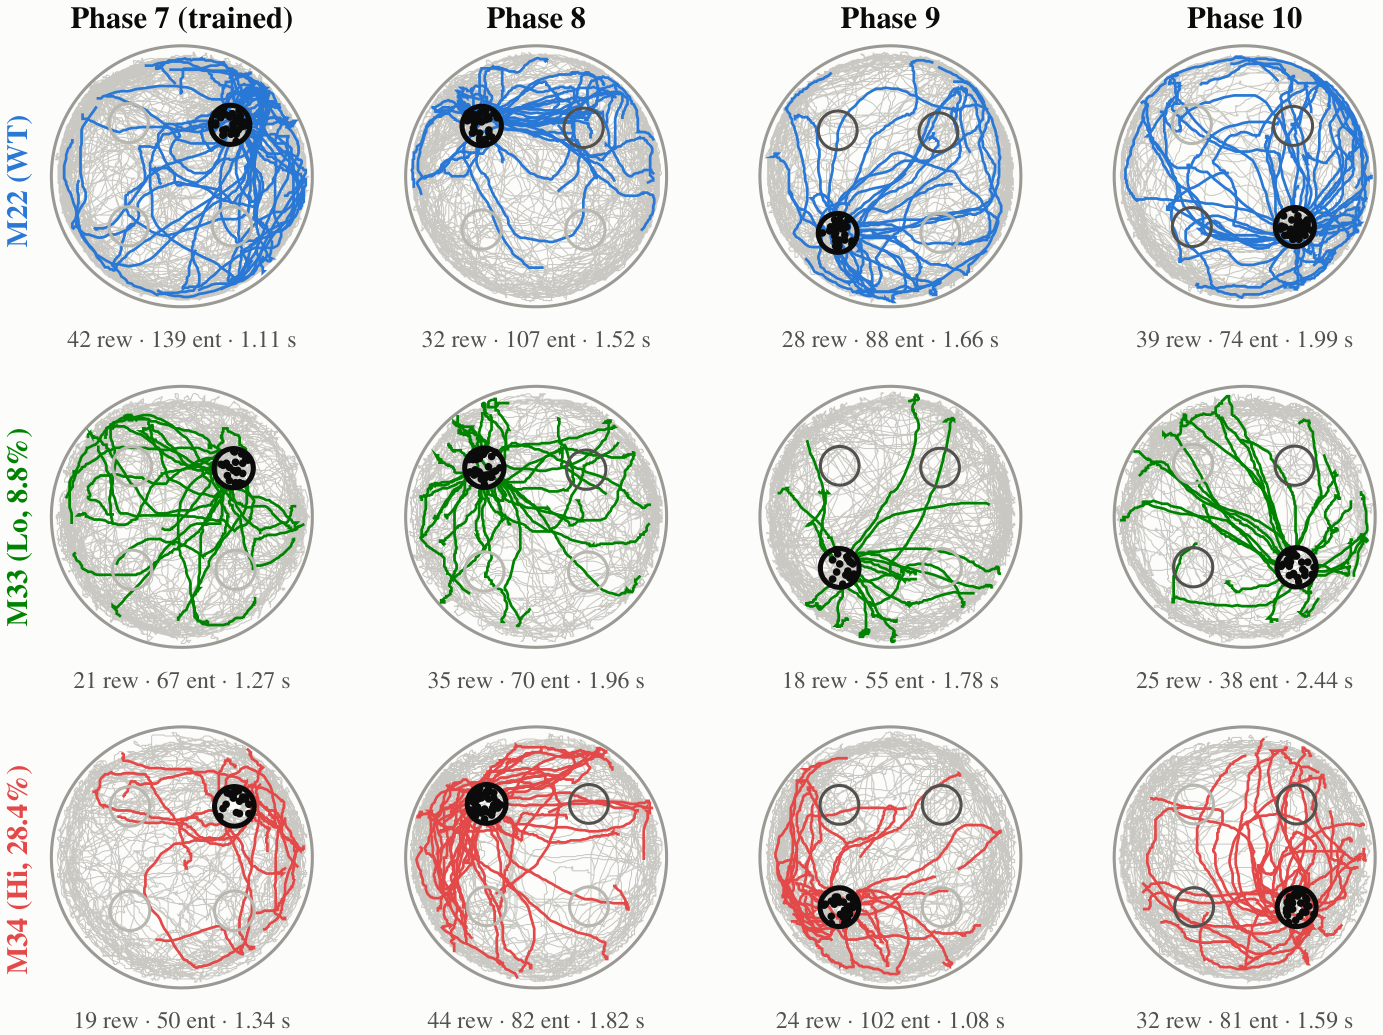 Phase 7 (trained) Phase 8 Phase 9 Phase 10
M22 (WT)
42 rew · 139 ent · 1.11 s 32 rew · 107 ent · 1.52 s 28 rew · 88 ent · 1.66 s 39 rew · 74 ent · 1.99 s
M33 (Lo, 8.8%)
21 rew · 67 ent · 1.27 s 35 rew · 70 ent · 1.96 s 18 rew · 55 ent · 1.78 s 25 rew · 38 ent · 2.44 s
M34 (Hi, 28.4%)
19 rew · 50 ent · 1.34 s 44 rew · 82 ent · 1.82 s 24 rew · 102 ent · 1.08 s 32 rew · 81 ent · 1.59 s